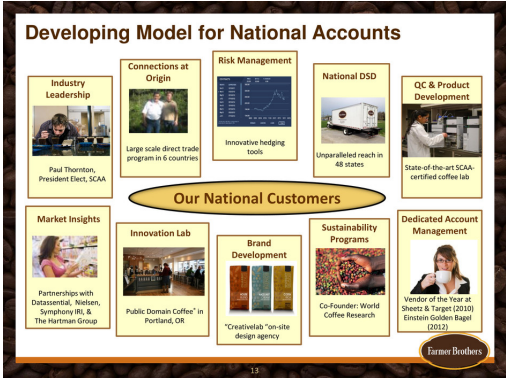 Developing Model for National Accounts
Industry
Leadership
Paul Thornton,
President Elect, SCAA
Connections at
Origin
Large scale direct trade
program in 6 countries
Risk Management
Innovative hedging
tools
National DSD
Unparalleled reach in
48 states
QC & Product
Development
State-of-the-art SCAA-
certified coffee lab
Our National Customers
Market Insights
Partnerships with
Datassential, Nielsen,
Symphony IRI, &
The Hartman Group
Innovation Lab
Public Domain Coffee® in
Portland, OR
Brand
Development
"Creativelab "on-site
design agency
Sustainability
Programs
Co-Founder: World
Coffee Research
Dedicated Account
Management
Vendor of the Year at
Sheetz & Target (2010)
Einstein Golden Bagel
(2012)
Farmer Brothers
13